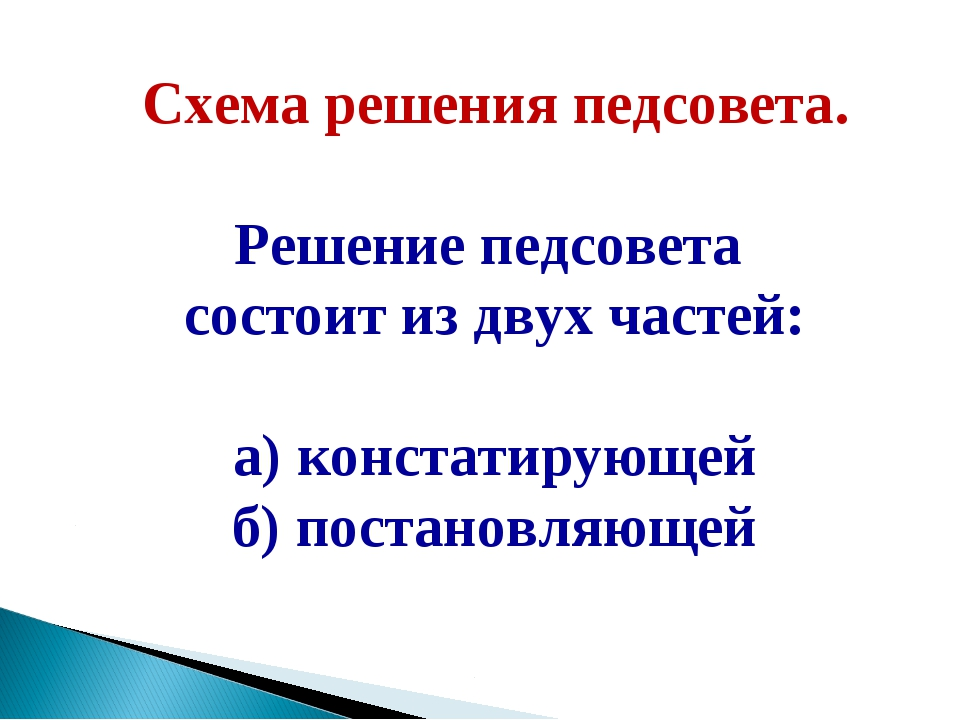 Схема решения педсовета.
Решение педсовета
состоит из двух частей:
а) констатирующей
б) постановляющей